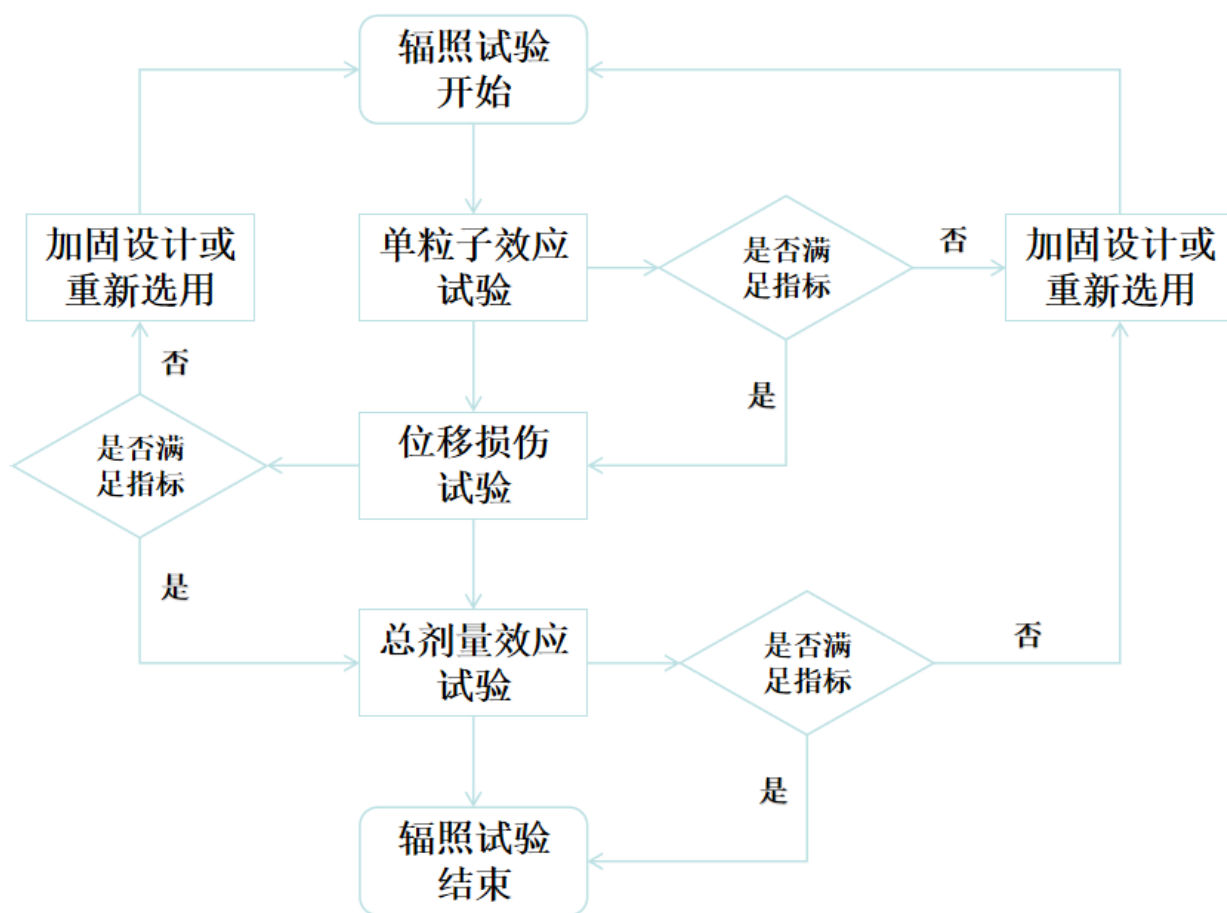 辐照试验
开始
加固设计或
重新选用
单粒子效应
试验
是否满
足指标
否
加固设计或
重新选用
否
是
是否满
足指标
位移损伤
试验
是
总剂量效应
试验
是否满
足指标
否
是
辐照试验
结束